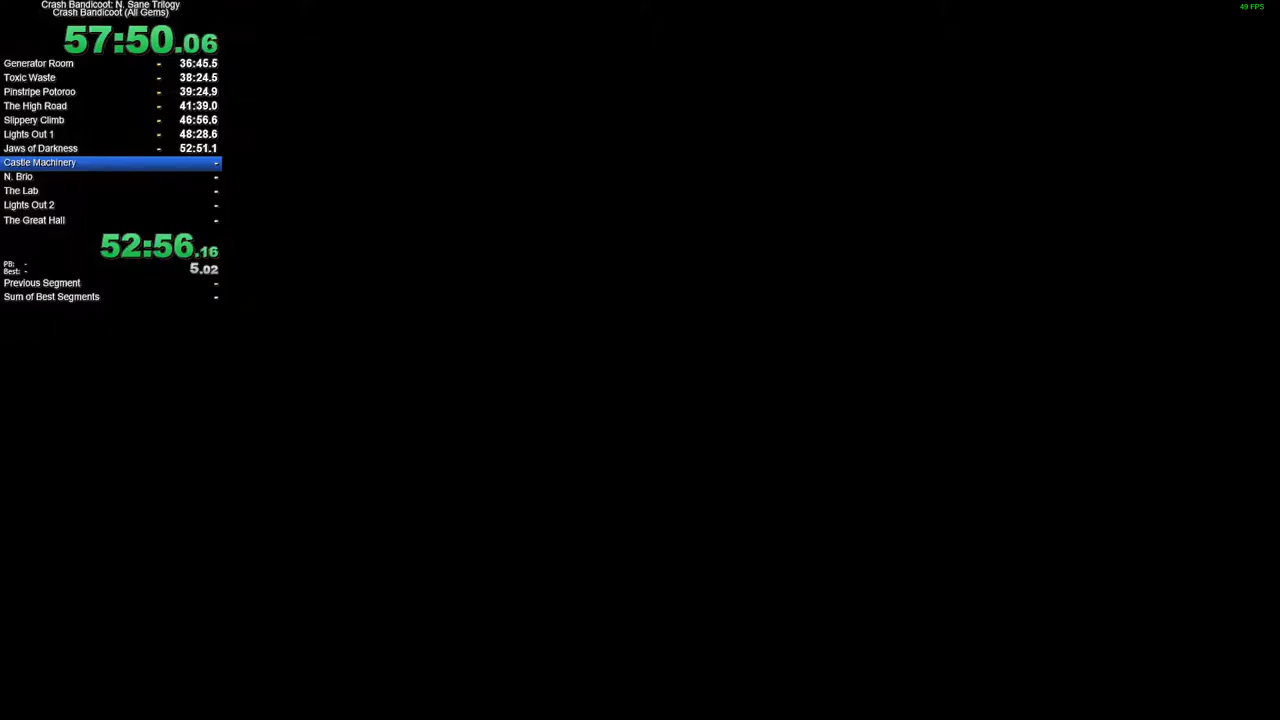 Crash Bandicoot: N. Sane Trilogy
Crash Bandicoot (All Gems)
49 FPS
57:50.06
Generator Room - 36:45.5
Toxic Waste - 38:24.5
Pinstripe Potoroo - 39:24.9
The High Road - 41:39.0
Slippery Climb - 46:56.6
Lights Out 1 - 48:28.6
Jaws of Darkness - 52:51.1
Castle Machinery -
N. Brio -
The Lab -
Lights Out 2 -
The Great Hall -
52:56.16
PB: -
Best: - 5.02
Previous Segment -
Sum of Best Segments -